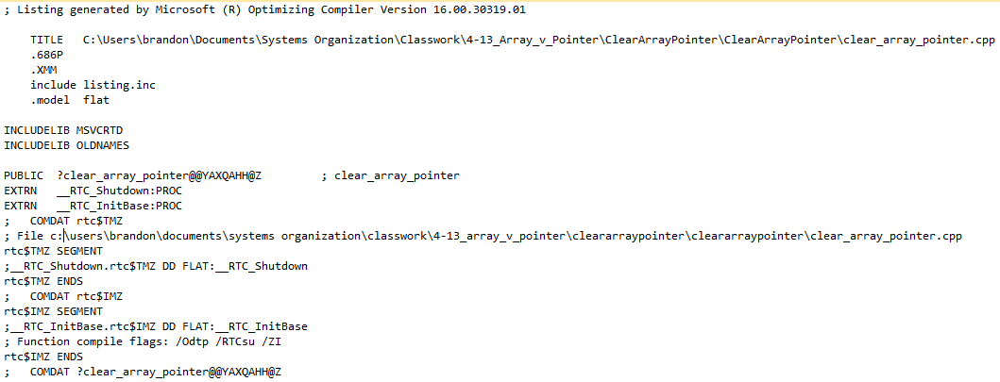 ; Listing generated by Microsoft (R) Optimizing Compiler Version 16.00.30319.01
TITLE C:\Users\brandon\Documents\Systems Organization\Classwork\4-13_Array_v_Pointer\ClearArrayPointer\ClearArrayPointer\clear_array_pointer.cpp
.686P
.XMM
include listing.inc
.model flat
INCLUDELIB MSVCRTD
INCLUDELIB OLDNAMES
PUBLIC ?clear_array_pointer@@YAXQAHH@Z ; clear_array_pointer
EXTRN __RTC_Shutdown:PROC
EXTRN __RTC_InitBase:PROC
; COMDAT rtc$TMZ
; File c:\users\brandon\documents\systems organization\classwork\4-13_array_v_pointer\cleararraypointer\cleararraypointer\clear_array_pointer.cpp
rtc$TMZ SEGMENT
;__RTC_Shutdown.rtc$TMZ DD FLAT:__RTC_Shutdown
rtc$TMZ ENDS
; COMDAT rtc$IMZ
rtc$IMZ SEGMENT
;__RTC_InitBase.rtc$IMZ DD FLAT:__RTC_InitBase
; Function compile flags: /Odtp /RTCsu /ZI
rtc$IMZ ENDS
; COMDAT ?clear_array_pointer@@YAXQAHH@Z